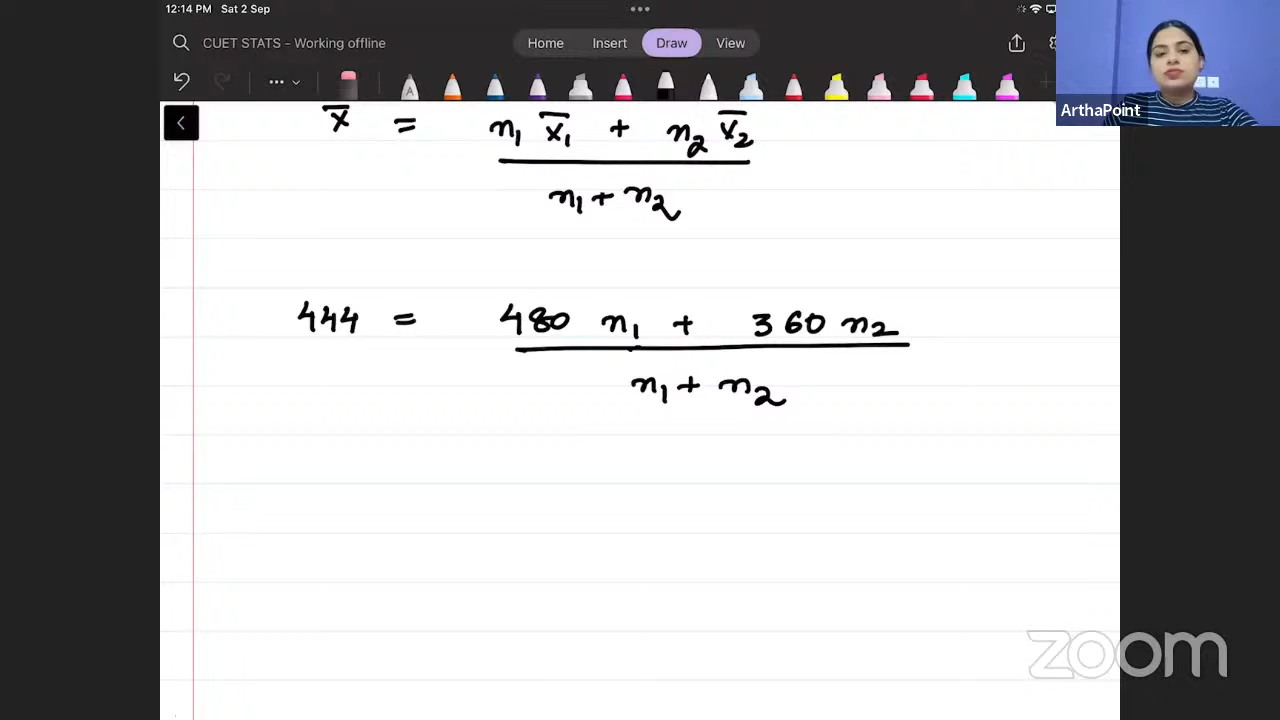 12:14 PM Sat 2 Sep
CUET STATS - Working offline
Home Insert Draw View
A
ArthaPoint
x̅ = n₁ x̅₁ + n₂ x̅₂
n₁ + n₂
444 = 480 n₁ + 360 n₂
n₁ + n₂
zoom